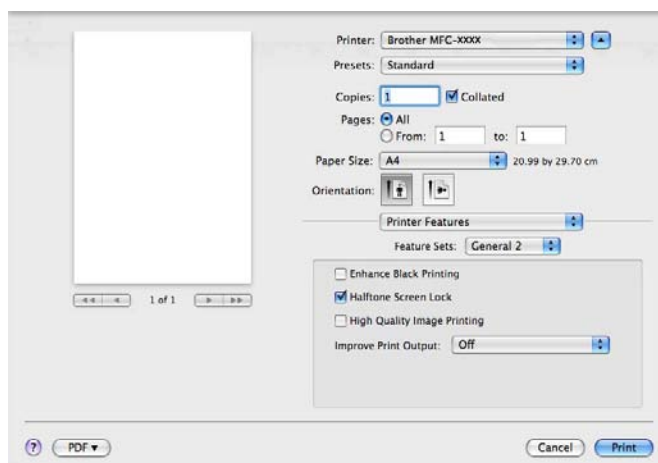 Printer: Brother MFC-XXXX
Presets: Standard
Copies: 1 Collated
Pages: All
From: 1 to: 1
Paper Size: A4 20.99 by 29.70 cm
Orientation:
Printer Features
Feature Sets: General 2
Enhance Black Printing
Halftone Screen Lock
High Quality Image Printing
Improve Print Output: Off
1 of 1
? PDF ▼ Cancel Print